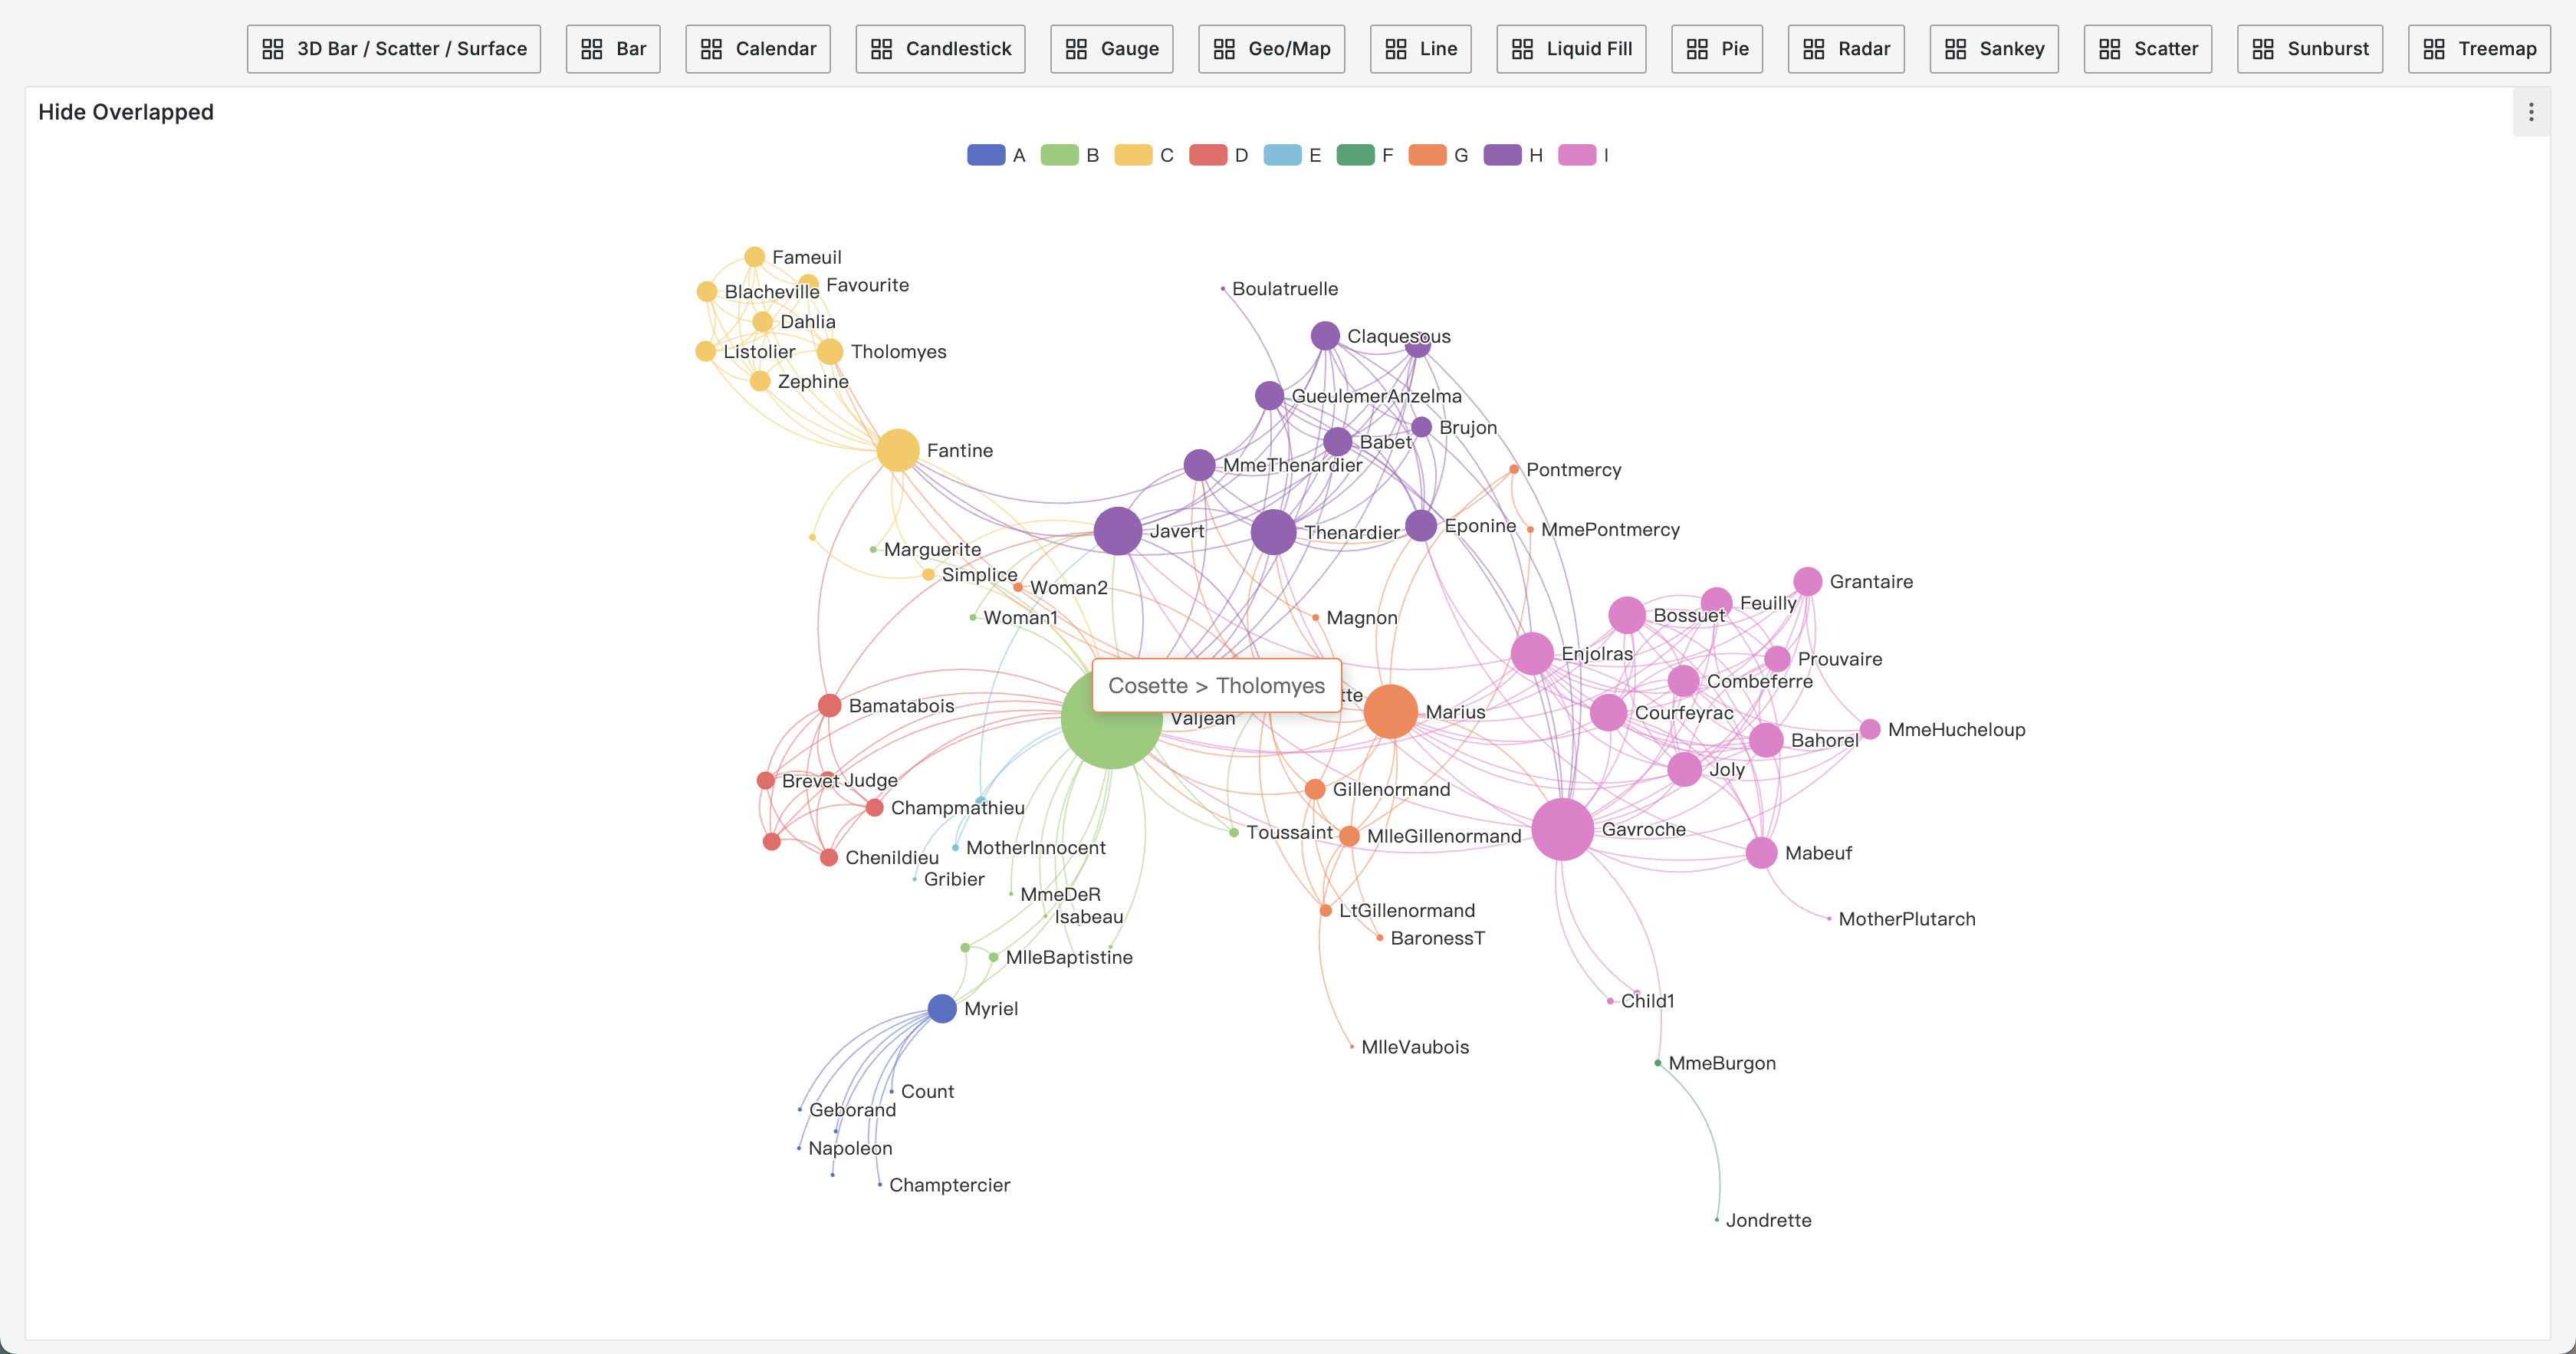 3D Bar / Scatter / Surface
Bar
Calendar
Candlestick
Gauge
Geo/Map
Line
Liquid Fill
Pie
Radar
Sankey
Scatter
Sunburst
Treemap
Hide Overlapped
A
B
C
D
E
F
G
H
I
Fameuil
Favourite
Blacheville
Dahlia
Listolier
Tholomyes
Zephine
Fantine
Boulatruelle
Claquesous
GueulemerAnzelma
Brujon
Babet
MmeThenardier
Pontmercy
Javert
Thenardier
Eponine
MmePontmercy
Marguerite
Simplice
Woman2
Woman1
Magnon
Grantaire
Feuilly
Bossuet
Enjolras
Prouvaire
Combeferre
Cosette > Tholomyes
tte
Valjean
Marius
Courfeyrac
MmeHucheloup
Bahorel
Joly
Bamatabois
Brevet
Judge
Champmathieu
Chenildieu
MotherInnocent
Gribier
MmeDeR
Isabeau
MlleBaptistine
Gillenormand
Toussaint
MlleGillenormand
Gavroche
Mabeuf
LtGillenormand
BaronessT
MotherPlutarch
Myriel
Child1
MlleVaubois
MmeBurgon
Count
Geborand
Napoleon
Champtercier
Jondrette